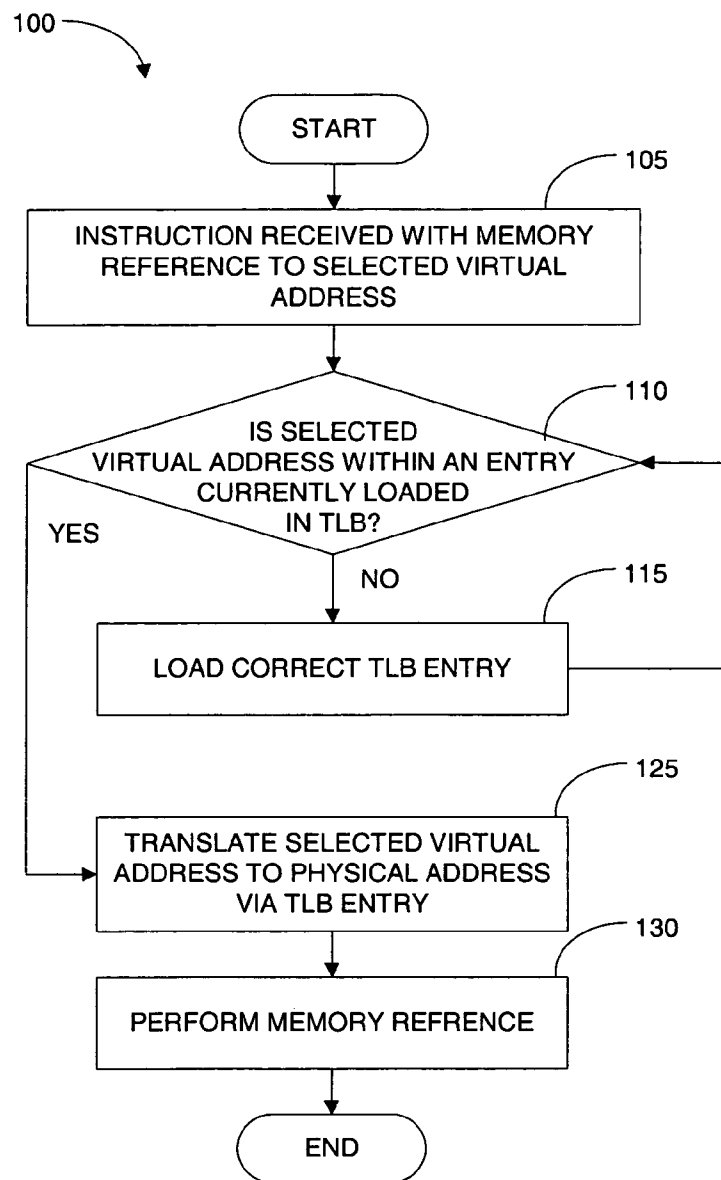 100
START
105
INSTRUCTION RECEIVED WITH MEMORY
REFERENCE TO SELECTED VIRTUAL
ADDRESS
110
IS SELECTED
VIRTUAL ADDRESS WITHIN AN ENTRY
CURRENTLY LOADED
IN TLB?
YES
NO
115
LOAD CORRECT TLB ENTRY
125
TRANSLATE SELECTED VIRTUAL
ADDRESS TO PHYSICAL ADDRESS
VIA TLB ENTRY
130
PERFORM MEMORY REFRENCE
END